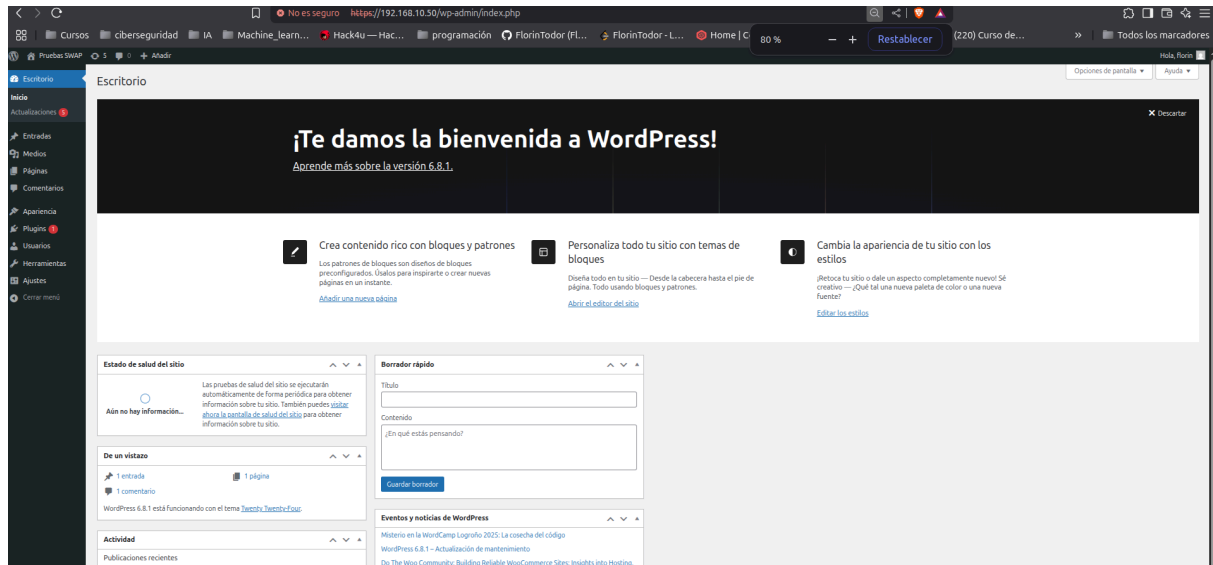 No es seguro https://192.168.10.50/wp-admin/index.php
Cursos ciberseguridad IA Machine_learn... Hack4u — Hac... programación FlorinTodor (Fl... FlorinTodor - L... Home | C (220) Curso de... » Todos los marcadores
80 % − + Restablecer
Pruebas SWAP 5 0 + Añadir Hola, florin
Escritorio
Inicio
Actualizaciones 5
Entradas
Medios
Páginas
Comentarios
Apariencia
Plugins 1
Usuarios
Herramientas
Ajustes
Cerrar menú
Escritorio
Opciones de pantalla Ayuda
Descartar
¡Te damos la bienvenida a WordPress!
Aprende más sobre la versión 6.8.1.
Crea contenido rico con bloques y patrones
Los patrones de bloques son diseños de bloques
preconfigurados. Úsalos para inspirarte o crear nuevas
páginas en un instante.
Añadir una nueva página
Personaliza todo tu sitio con temas de
bloques
Diseña todo en tu sitio — Desde la cabecera hasta el pie de
página. Todo usando bloques y patrones.
Abrir el editor del sitio
Cambia la apariencia de tu sitio con los
estilos
¡Retoca tu sitio o dale un aspecto completamente nuevo! Sé
creativo — ¿Qué tal una nueva paleta de color o una nueva
fuente?
Editar los estilos
Estado de salud del sitio
Aún no hay información...
Las pruebas de salud del sitio se ejecutarán
automáticamente de forma periódica para obtener
información sobre tu sitio. También puedes visitar
ahora la pantalla de salud del sitio para obtener
información sobre tu sitio.
De un vistazo
1 entrada 1 página
1 comentario
WordPress 6.8.1 está funcionando con el tema Twenty Twenty-Four.
Actividad
Publicaciones recientes
Borrador rápido
Título
Contenido
¿En qué estás pensando?
Guardar borrador
Eventos y noticias de WordPress
Misterio en la WordCamp Logroño 2025: La cosecha del código
WordPress 6.8.1 – Actualización de mantenimiento
Do The Woo Community: Building Reliable WooCommerce Sites: Insights into Hosting,